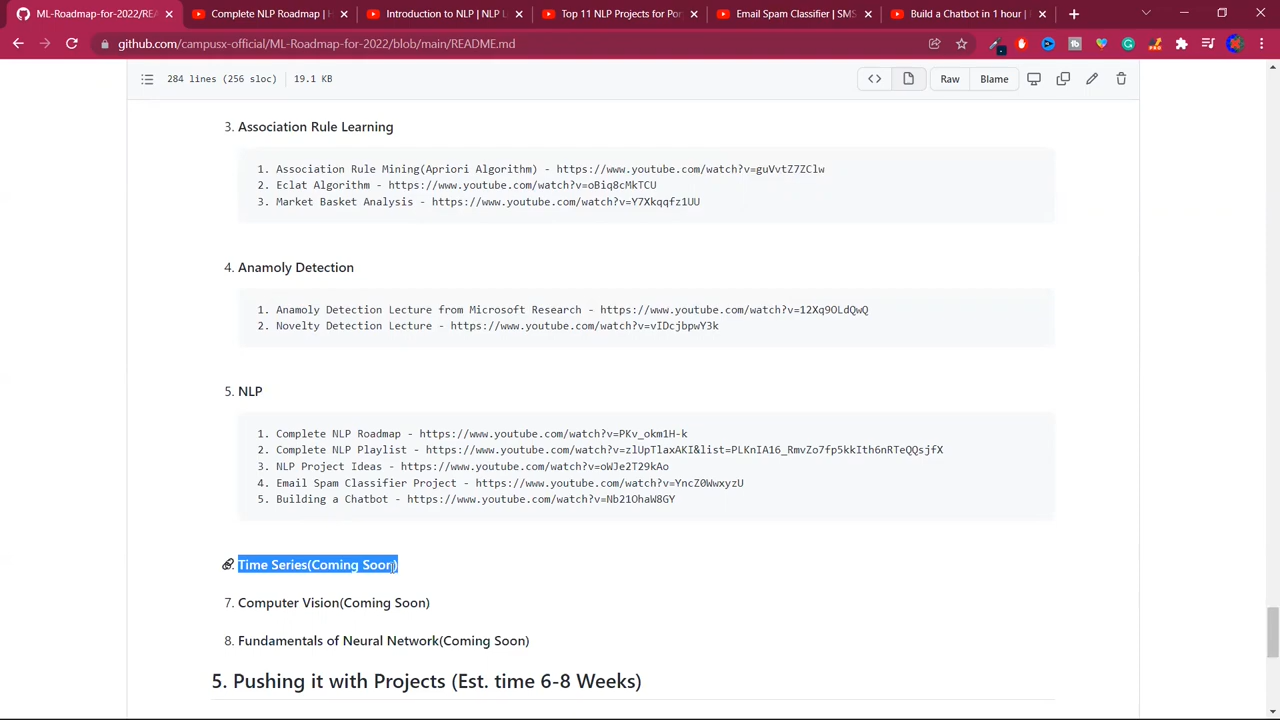 ML-Roadmap-for-2022/RE
Complete NLP Roadmap | H
Introduction to NLP | NLP L
Top 11 NLP Projects for Por
Email Spam Classifier | SMS
Build a Chatbot in 1 hour |
github.com/campusx-official/ML-Roadmap-for-2022/blob/main/README.md
284 lines (256 sloc) 19.1 KB
Raw Blame
3. Association Rule Learning
1. Association Rule Mining(Apriori Algorithm) - https://www.youtube.com/watch?v=guVvtZ7ZClw
2. Eclat Algorithm - https://www.youtube.com/watch?v=oBiq8cMkTCU
3. Market Basket Analysis - https://www.youtube.com/watch?v=Y7Xkqqfz1UU
4. Anamoly Detection
1. Anamoly Detection Lecture from Microsoft Research - https://www.youtube.com/watch?v=12Xq9OLdQwQ
2. Novelty Detection Lecture - https://www.youtube.com/watch?v=vIDcjbpwY3k
5. NLP
1. Complete NLP Roadmap - https://www.youtube.com/watch?v=PKv_okm1H-k
2. Complete NLP Playlist - https://www.youtube.com/watch?v=zlUpTlaxAKI&list=PLKnIA16_RmvZo7fp5kkIth6nRTeQQsjfX
3. NLP Project Ideas - https://www.youtube.com/watch?v=oWJe2T29kAo
4. Email Spam Classifier Project - https://www.youtube.com/watch?v=YncZ0WwxyzU
5. Building a Chatbot - https://www.youtube.com/watch?v=Nb21OhaW8GY
Time Series(Coming Soon)
7. Computer Vision(Coming Soon)
8. Fundamentals of Neural Network(Coming Soon)
5. Pushing it with Projects (Est. time 6-8 Weeks)